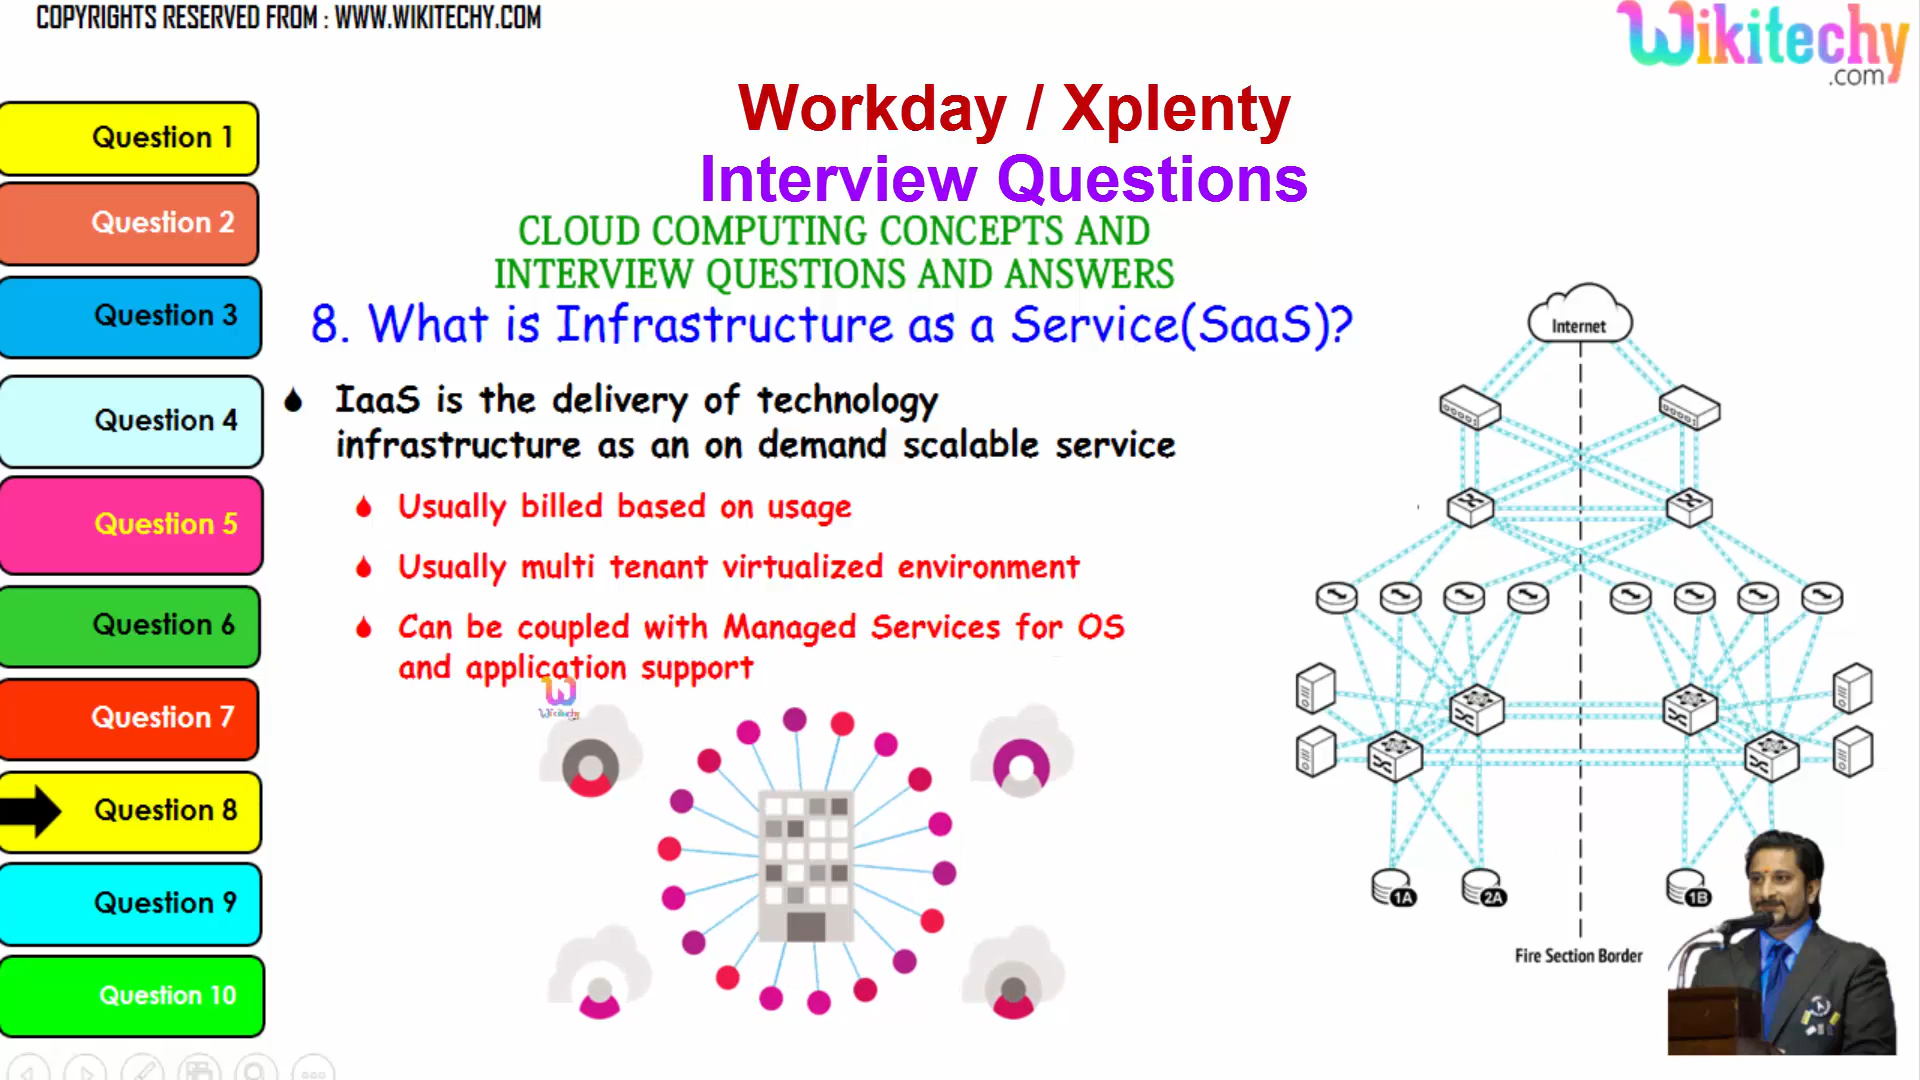 COPYRIGHTS RESERVED FROM : WWW.WIKITECHY.COM
Wikitechy
.com
Workday / Xplenty
Interview Questions
CLOUD COMPUTING CONCEPTS AND
INTERVIEW QUESTIONS AND ANSWERS
8. What is Infrastructure as a Service(SaaS)?
IaaS is the delivery of technology
infrastructure as an on demand scalable service
Usually billed based on usage
Usually multi tenant virtualized environment
Can be coupled with Managed Services for OS
and application support
W
Wikitechy
Question 1
Question 2
Question 3
Question 4
Question 5
Question 6
Question 7
Question 8
Question 9
Question 10
Internet
1A
2A
1B
Fire Section Border